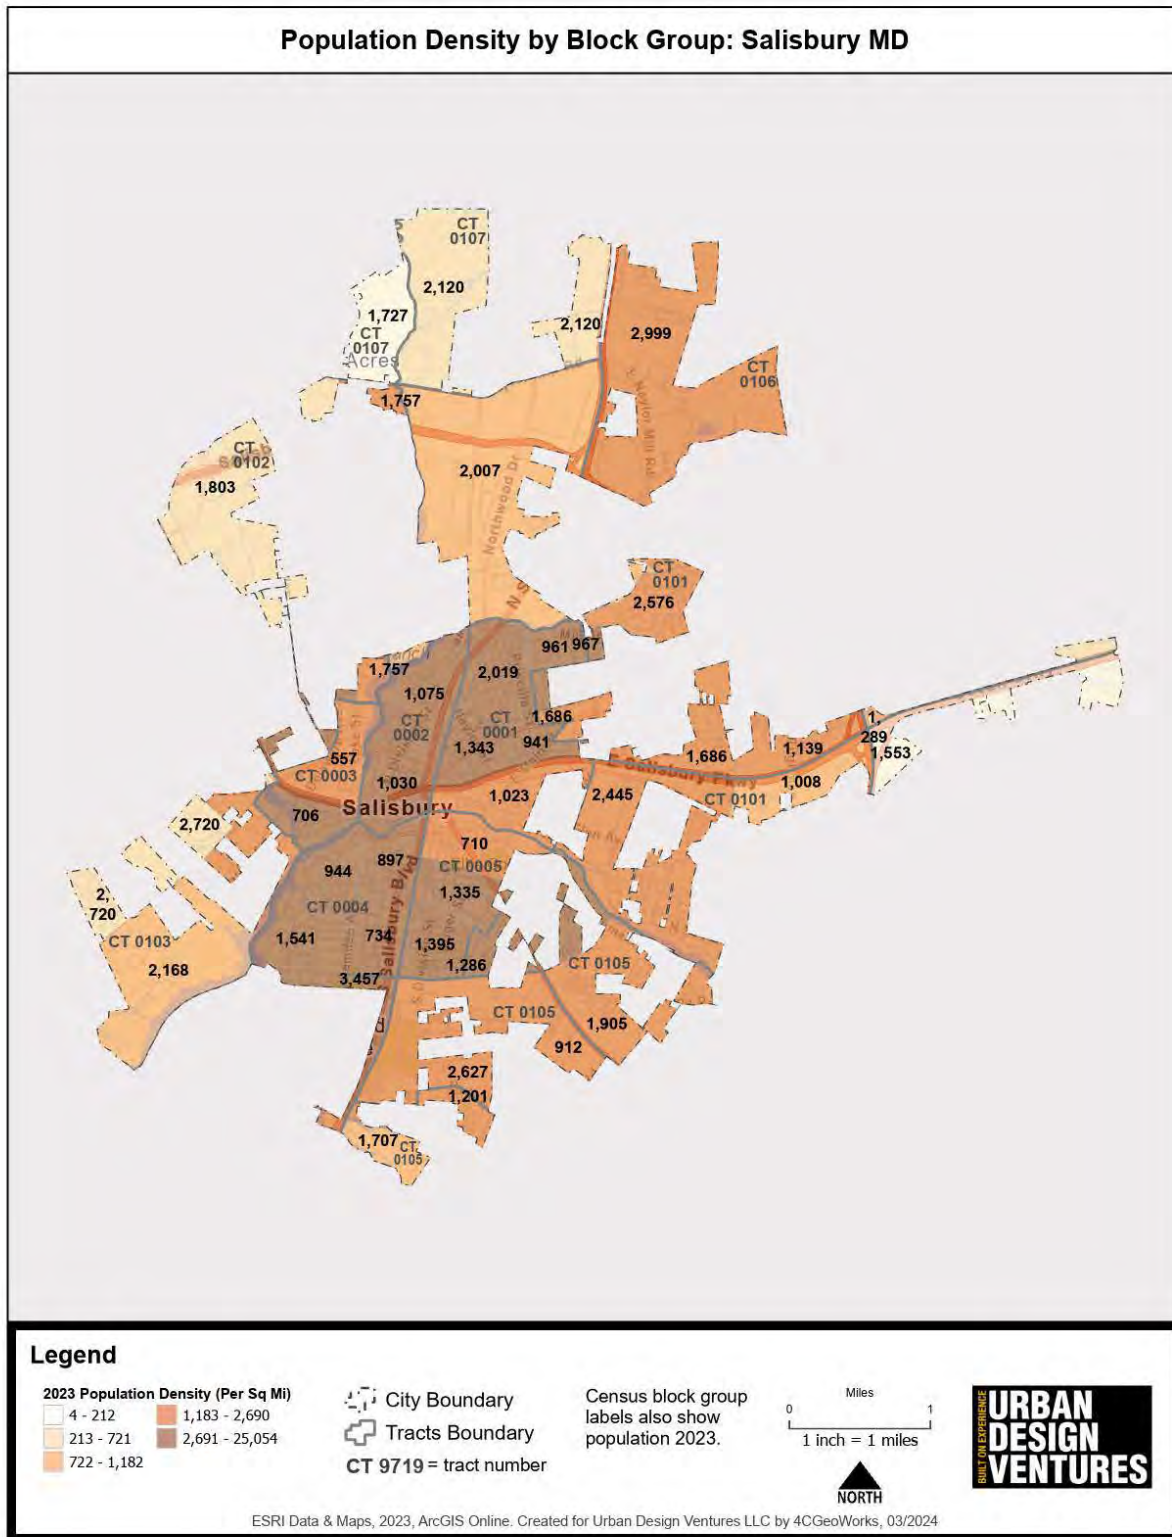 Population Density by Block Group: Salisbury MD
CT
0107
2,120
1,727
CT
0107
Acres
2,120
2,999
CT
0106
1,757
E Naylor Mill Rd
CT
0102
1,803
2,007
Northwood Dr
CT
0101
2,576
N S
961 967
1,757
2,019
1,075
1,686
CT
0002
CT
0001
1,343
941
1,
289
1,553
1,139
1,686
557
CT 0003
1,030
E Salisbury Pkwy
1,008
Salisbury
1,023
2,445
CT 0101
706
2,720
710
897
944
CT 0005
2,
720
1,335
CT 0004
CT 0103
1,541
734
Salisbury Blvd
1,395
2,168
1,286
CT 0105
3,457
CT 0105
1,905
912
2,627
1,201
1,707
CT
0105
Legend
2023 Population Density (Per Sq Mi)
4 - 212
213 - 721
722 - 1,182
1,183 - 2,690
2,691 - 25,054
City Boundary
Tracts Boundary
CT 9719 = tract number
Census block group
labels also show
population 2023.
Miles
0 1
1 inch = 1 miles
NORTH
BUILT ON EXPERIENCE
URBAN
DESIGN
VENTURES
ESRI Data & Maps, 2023, ArcGIS Online. Created for Urban Design Ventures LLC by 4CGeoWorks, 03/2024